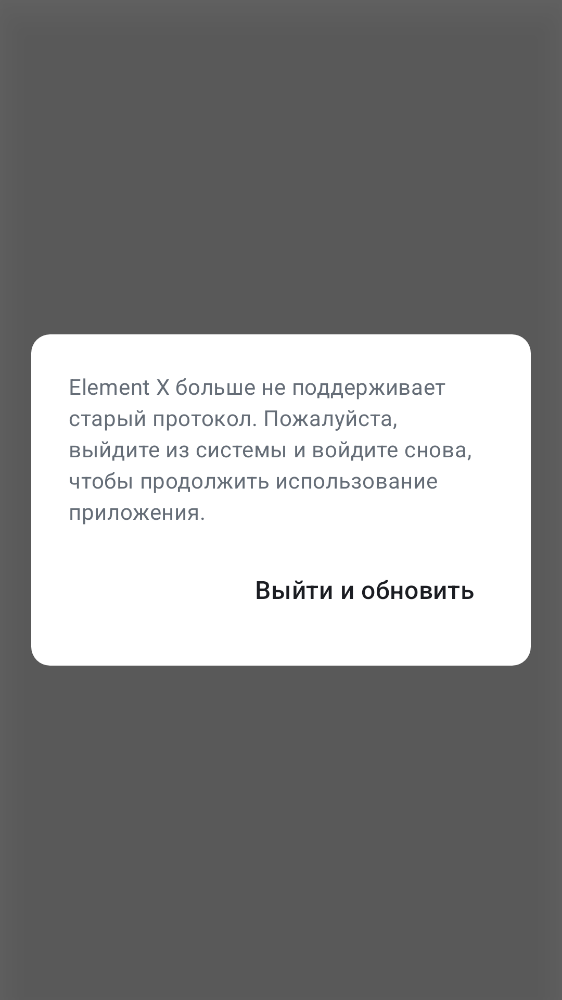 Element X больше не поддерживает
старый протокол. Пожалуйста,
выйдите из системы и войдите снова,
чтобы продолжить использование
приложения.
Выйти и обновить